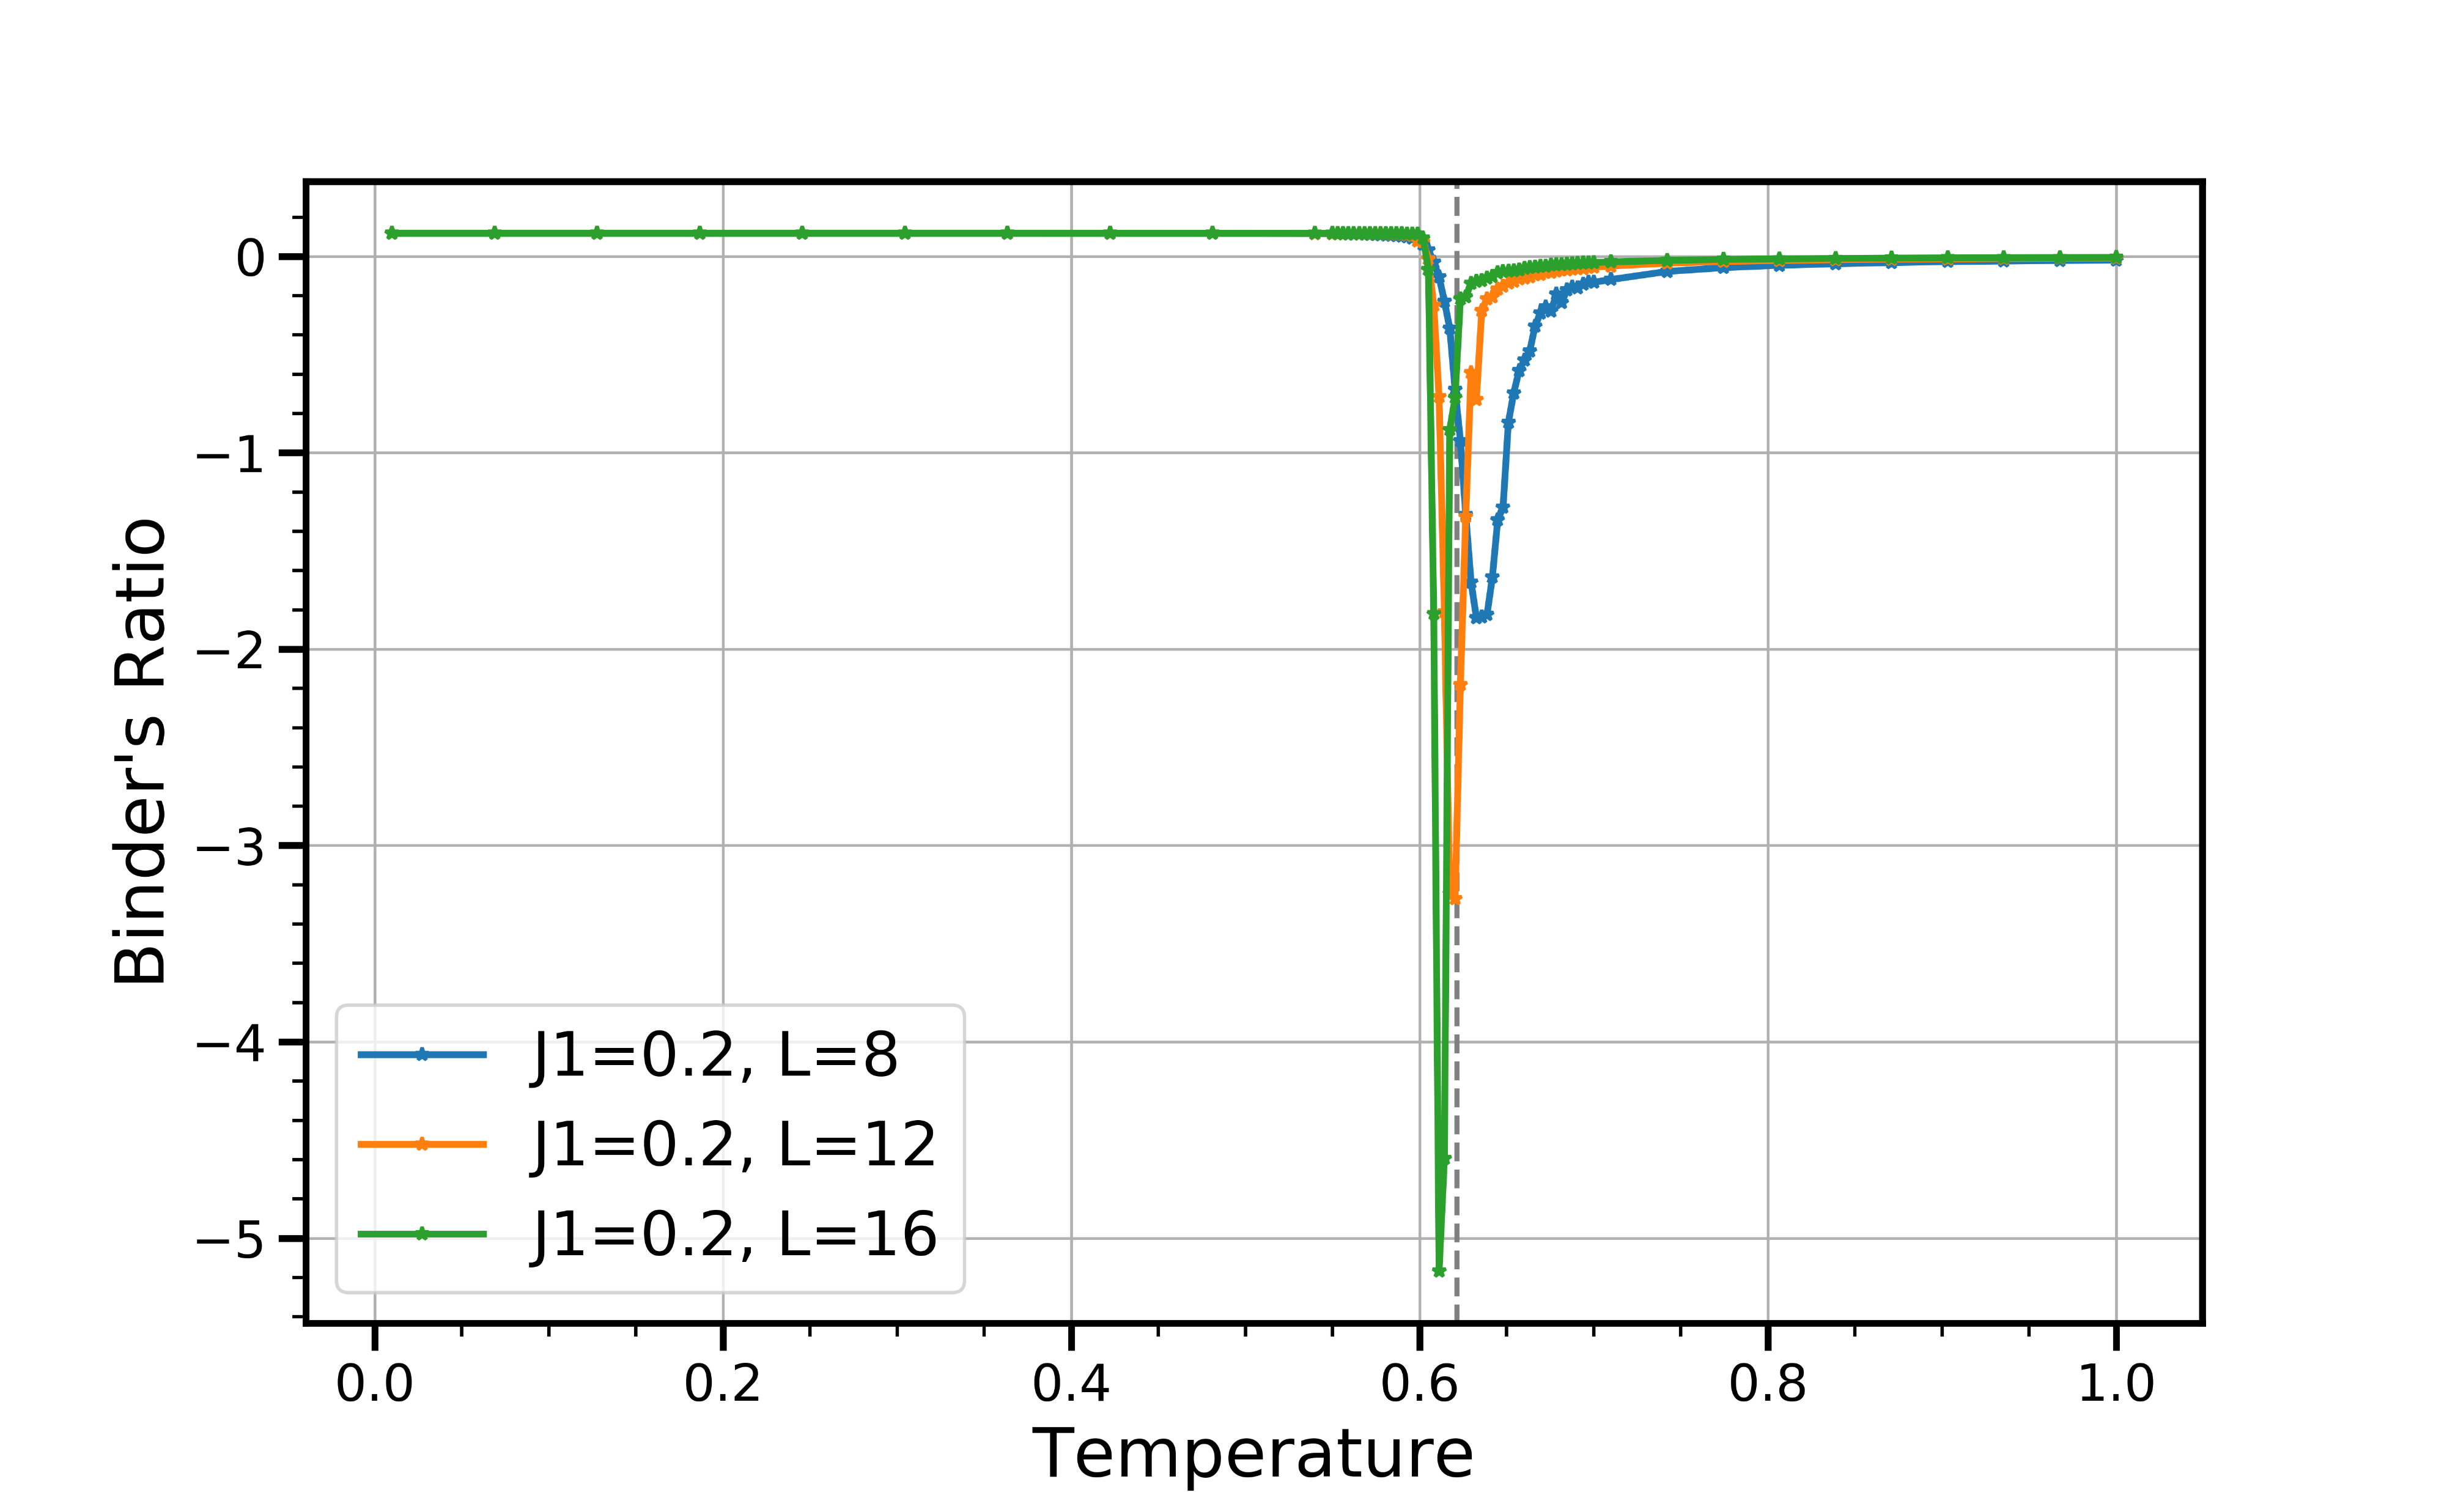 Binder's Ratio
0
−1
−2
−3
−4
−5
J1=0.2, L=8
J1=0.2, L=12
J1=0.2, L=16
0.0 0.2 0.4 0.6 0.8 1.0
Temperature